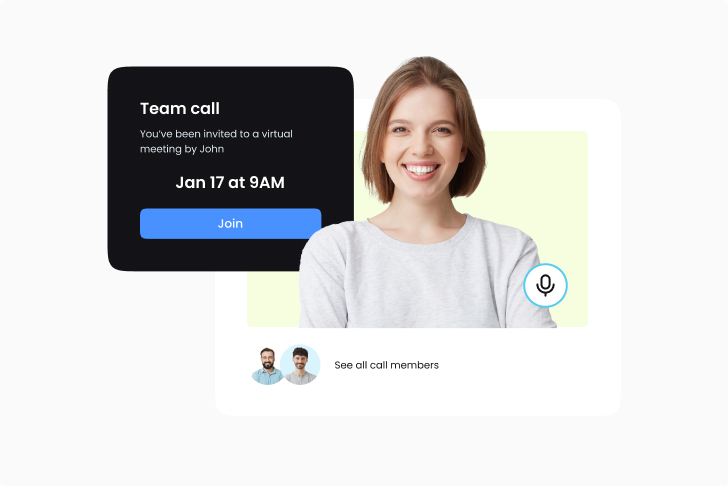 Team call
You've been invited to a virtual
meeting by John
Jan 17 at 9AM
Join
See all call members